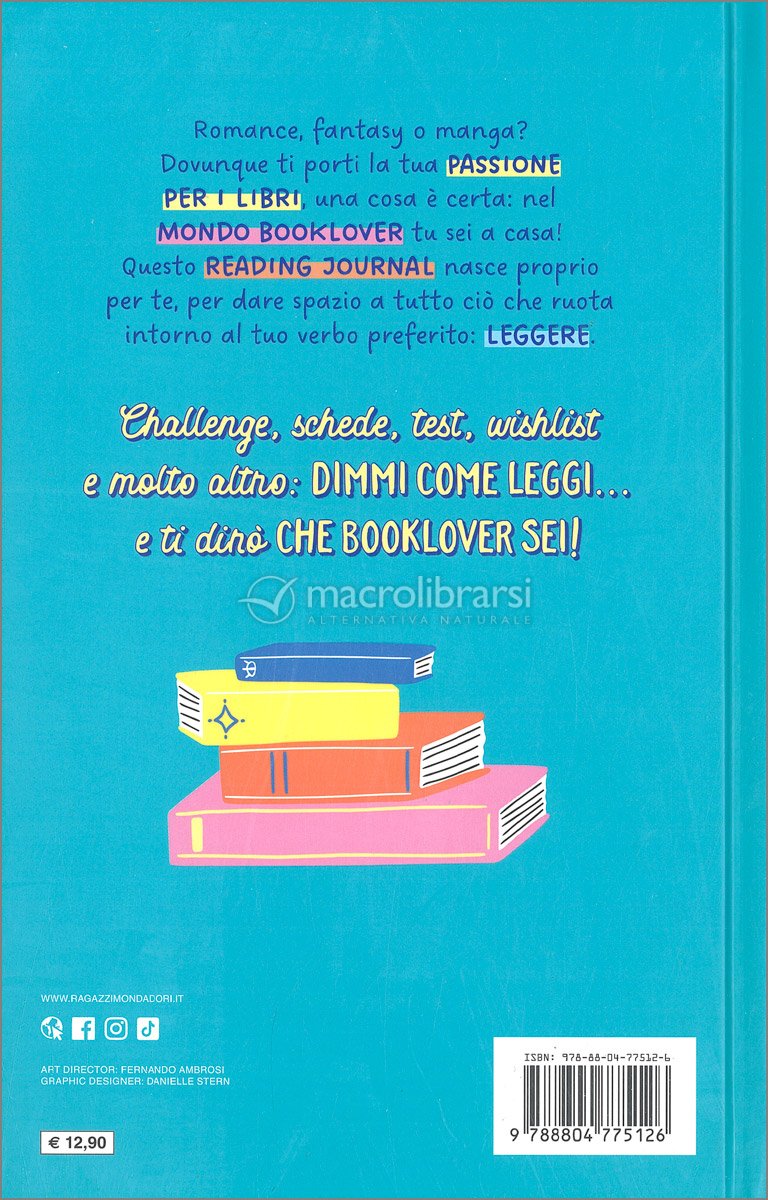 Romance, fantasy o manga?
Dovunque ti porti la tua PASSIONE
PER I LIBRI, una cosa è certa: nel
MONDO BOOKLOVER tu sei a casa!
Questo READING JOURNAL nasce proprio
per te, per dare spazio a tutto ciò che ruota
intorno al tuo verbo preferito: LEGGERE.
Challenge, schede, test, wishlist
e molto altro: DIMMI COME LEGGI...
e ti dirò CHE BOOKLOVER SEI!
macrolibrarsi
ALTERNATIVA NATURALE
WWW.RAGAZZIMONDADORI.IT
ART DIRECTOR: FERNANDO AMBROSI
GRAPHIC DESIGNER: DANIELLE STERN
€ 12,90
ISBN: 978-88-04-77512-6
9 788804 775126